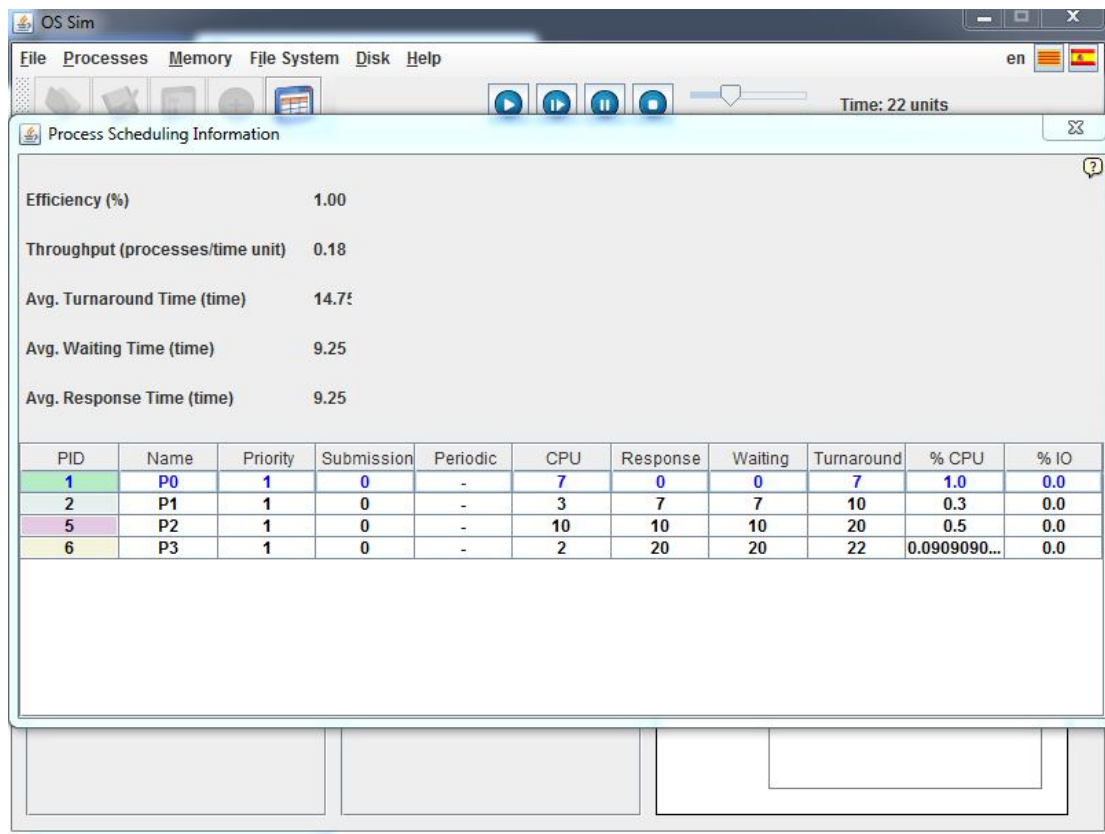 OS Sim
File Processes Memory File System Disk Help en
Time: 22 units
Process Scheduling Information
Efficiency (%) 1.00
Throughput (processes/time unit) 0.18
Avg. Turnaround Time (time) 14.75
Avg. Waiting Time (time) 9.25
Avg. Response Time (time) 9.25
PID Name Priority Submission Periodic CPU Response Waiting Turnaround % CPU % IO
1 P0 1 0 - 7 0 0 7 1.0 0.0
2 P1 1 0 - 3 7 7 10 0.3 0.0
5 P2 1 0 - 10 10 10 20 0.5 0.0
6 P3 1 0 - 2 20 20 22 0.0909090... 0.0